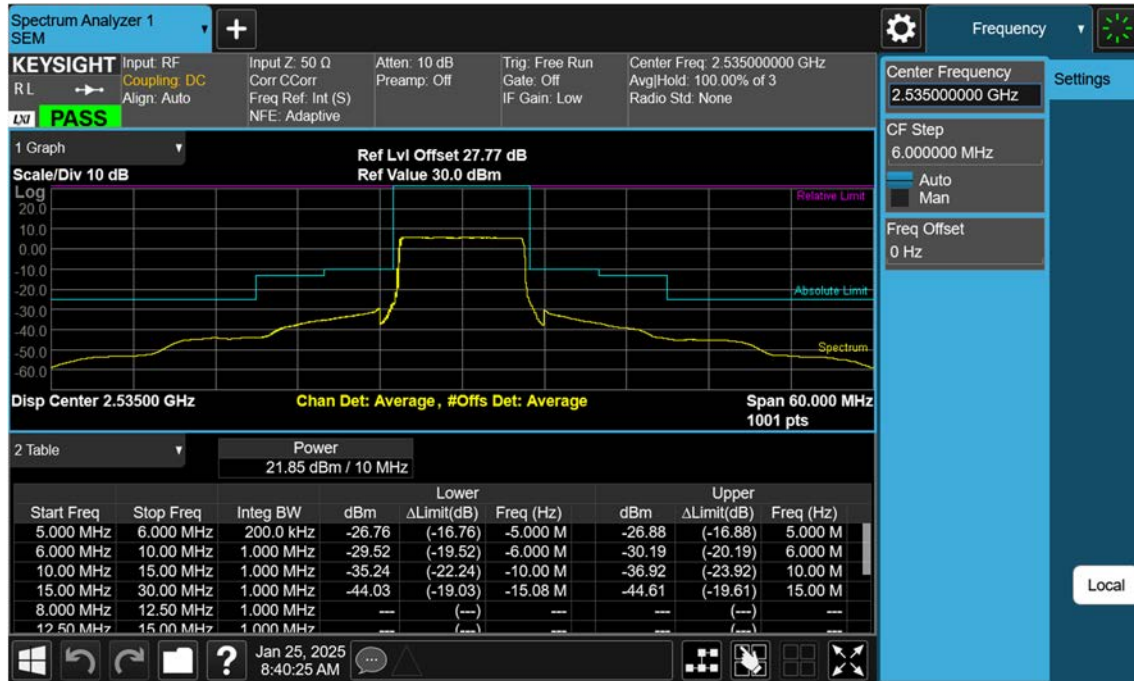 Spectrum Analyzer 1
SEM
Frequency
KEYSIGHT
RL
LXI
PASS
Input: RF
Coupling: DC
Align: Auto
Input Z: 50 Ω
Corr CCorr
Freq Ref: Int (S)
NFE: Adaptive
Atten: 10 dB
Preamp: Off
Trig: Free Run
Gate: Off
IF Gain: Low
Center Freq: 2.535000000 GHz
Avg|Hold: 100.00% of 3
Radio Std: None
Center Frequency
2.535000000 GHz
Settings
CF Step
6.000000 MHz
Auto
Man
Freq Offset
0 Hz
Local
1 Graph
Scale/Div 10 dB
Ref Lvl Offset 27.77 dB
Ref Value 30.0 dBm
Log
20.0
10.0
0.00
-10.0
-20.0
-30.0
-40.0
-50.0
-60.0
Relative Limit
Absolute Limit
Spectrum
Disp Center 2.53500 GHz
Chan Det: Average, #Offs Det: Average
Span 60.000 MHz
1001 pts
2 Table
Power
21.85 dBm / 10 MHz
Lower Upper
Start Freq Stop Freq Integ BW dBm ΔLimit(dB) Freq (Hz) dBm ΔLimit(dB) Freq (Hz)
5.000 MHz 6.000 MHz 200.0 kHz -26.76 (-16.76) -5.000 M -26.88 (-16.88) 5.000 M
6.000 MHz 10.00 MHz 1.000 MHz -29.52 (-19.52) -6.000 M -30.19 (-20.19) 6.000 M
10.00 MHz 15.00 MHz 1.000 MHz -35.24 (-22.24) -10.00 M -36.92 (-23.92) 10.00 M
15.00 MHz 30.00 MHz 1.000 MHz -44.03 (-19.03) -15.08 M -44.61 (-19.61) 15.00 M
8.000 MHz 12.50 MHz 1.000 MHz --- (---) --- --- (---) ---
12.50 MHz 15.00 MHz 1.000 MHz --- (---) --- --- (---) ---
Jan 25, 2025
8:40:25 AM